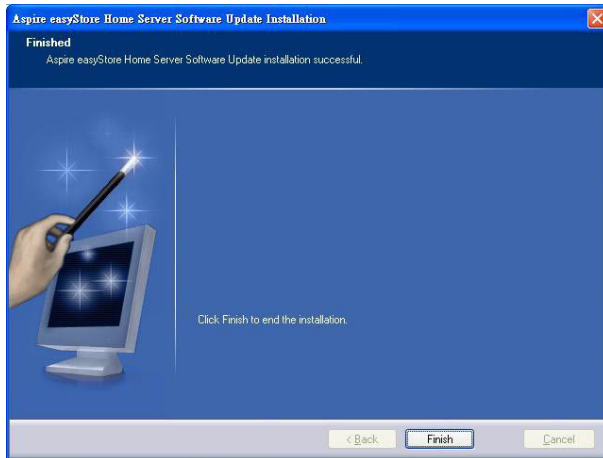 Aspire easyStore Home Server Software Update Installation
Finished
Aspire easyStore Home Server Software Update installation successful.
Click Finish to end the installation.
< Back
Finish
Cancel